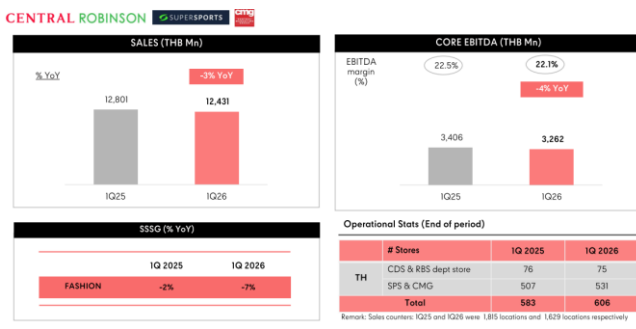 CENTRAL ROBINSON SUPERSPORTS cmg
SALES (THB Mn)
% YoY
-3% YoY
12,801
12,431
1Q25
1Q26
CORE EBITDA (THB Mn)
EBITDA
margin
(%)
22.5%
22.1%
-4% YoY
3,406
3,262
1Q25
1Q26
SSSG (% YoY)
1Q 2025 1Q 2026
FASHION -2% -7%
Operational Stats (End of period)
# Stores 1Q 2025 1Q 2026
TH
CDS & RBS dept store 76 75
SPS & CMG 507 531
Total 583 606
Remark: Sales counters: 1Q25 and 1Q26 were 1,815 locations and 1,629 locations respectively